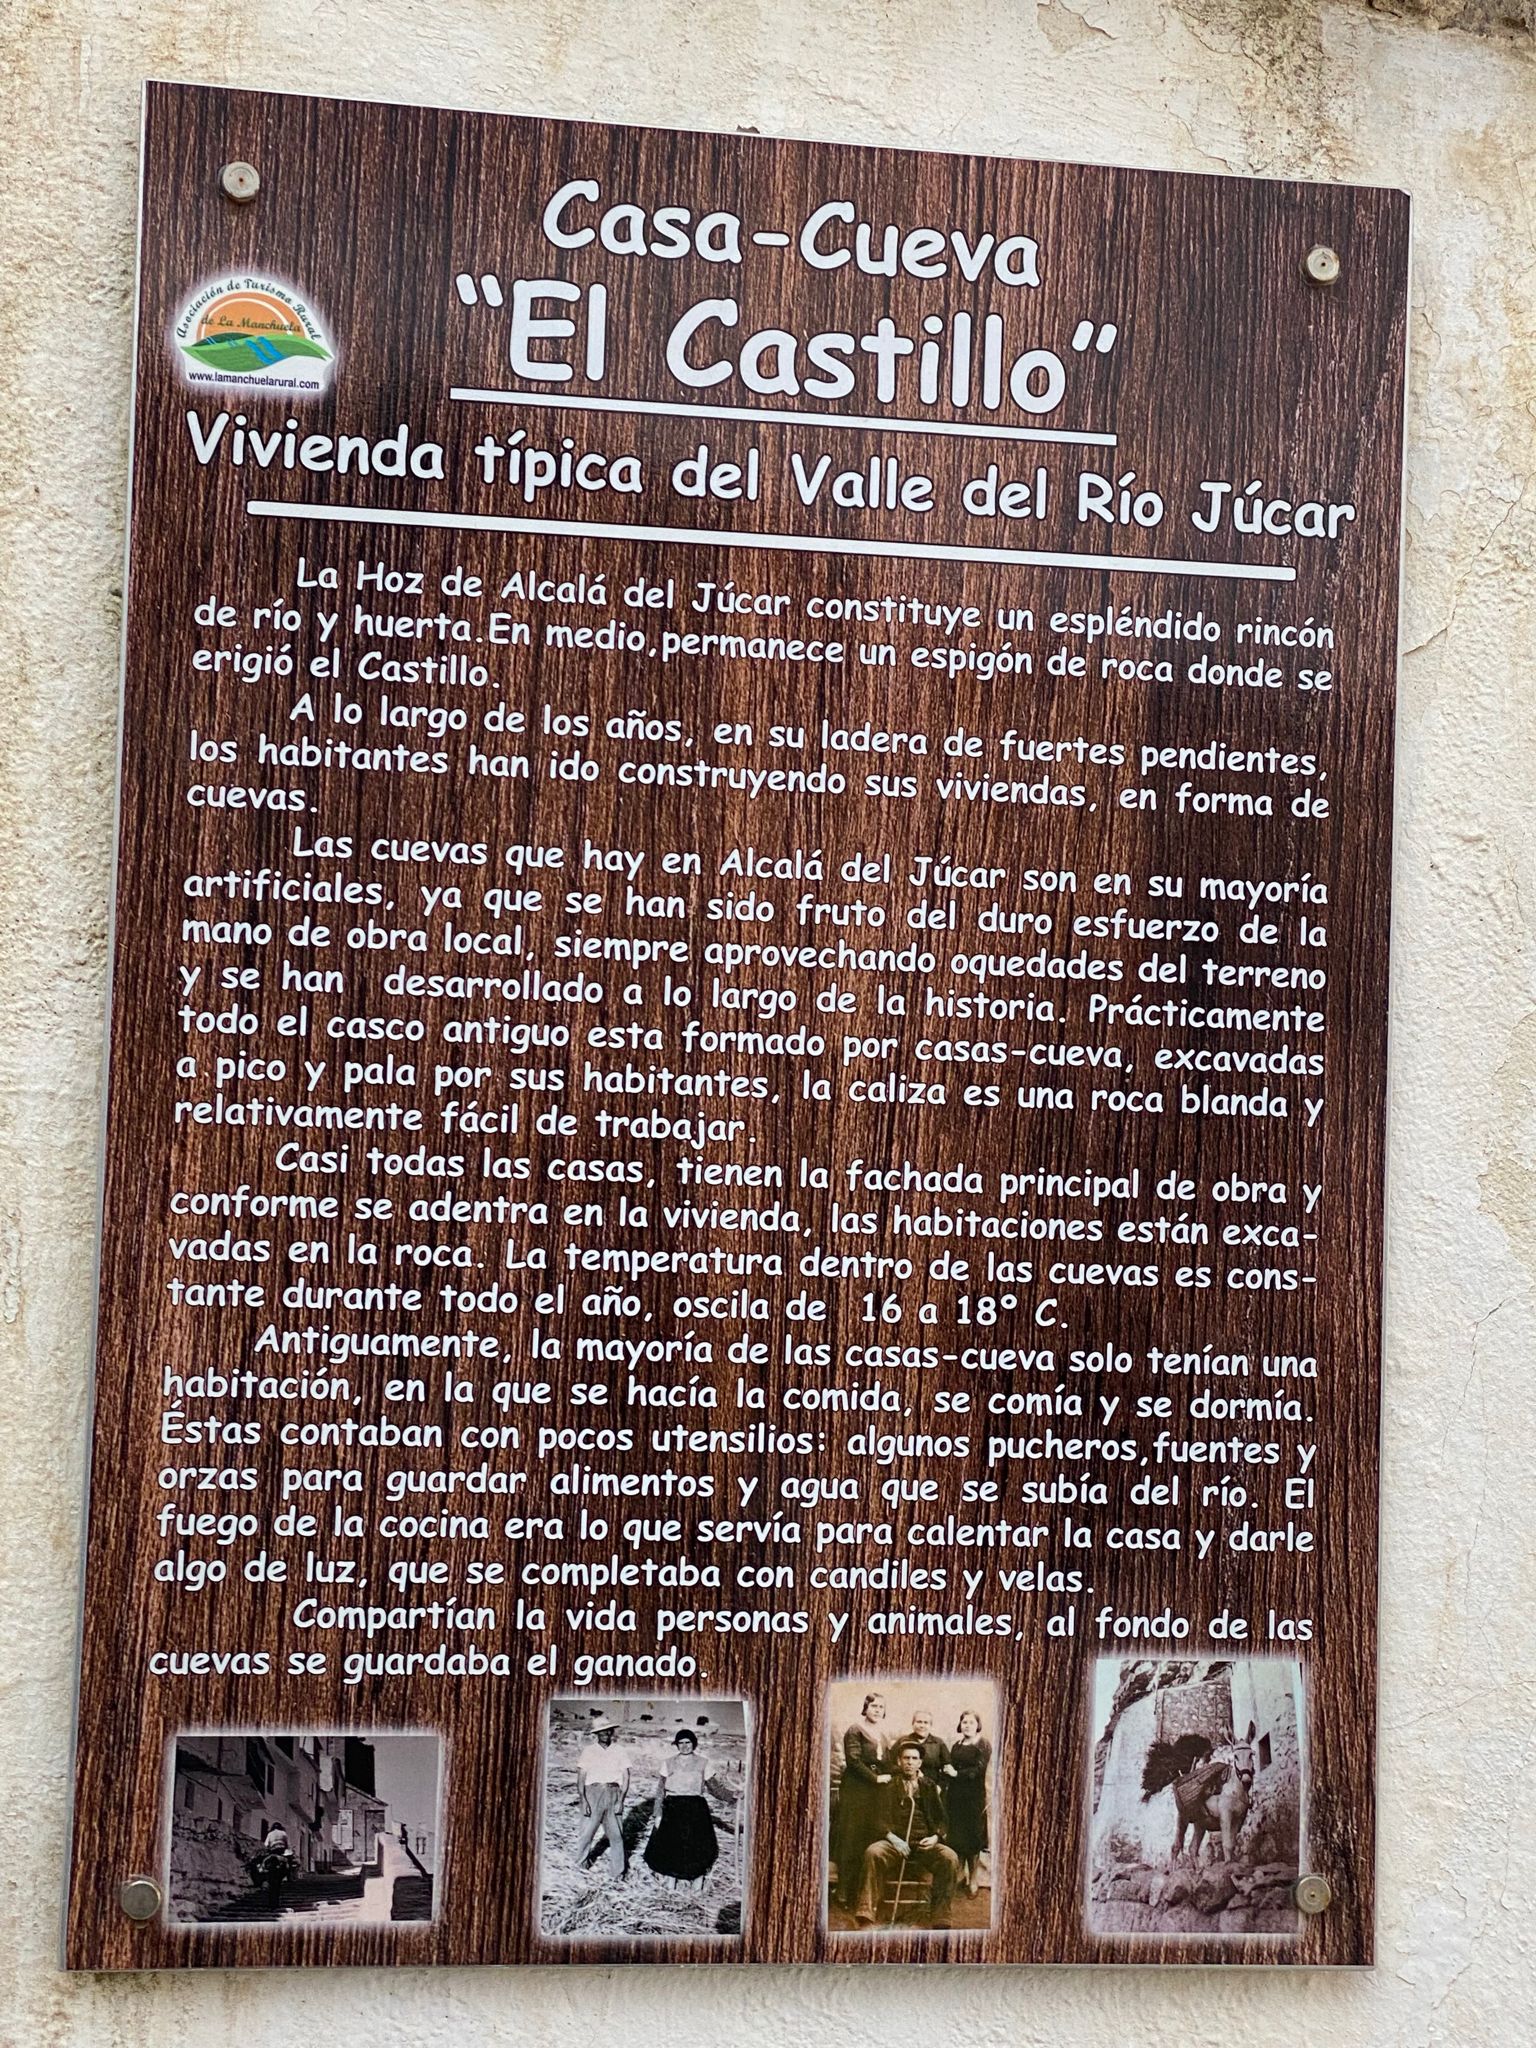 Casa-Cueva
"El Castillo"
Asociación de Turismo Rural
de La Manchuela
www.lamanchuelarural.com
Vivienda típica del Valle del Río Júcar
La Hoz de Alcalá del Júcar constituye un espléndido rincón
de río y huerta.En medio,permanece un espigón de roca donde se
erigió el Castillo.
A lo largo de los años, en su ladera de fuertes pendientes,
los habitantes han ido construyendo sus viviendas, en forma de
cuevas.
Las cuevas que hay en Alcalá del Júcar son en su mayoría
artificiales, ya que se han sido fruto del duro esfuerzo de la
mano de obra local, siempre aprovechando oquedades del terreno
y se han desarrollado a lo largo de la historia. Prácticamente
todo el casco antiguo esta formado por casas-cueva, excavadas
a pico y pala por sus habitantes, la caliza es una roca blanda y
relativamente fácil de trabajar.
Casi todas las casas, tienen la fachada principal de obra y
conforme se adentra en la vivienda, las habitaciones están exca-
vadas en la roca. La temperatura dentro de las cuevas es cons-
tante durante todo el año, oscila de 16 a 18º C.
Antiguamente, la mayoría de las casas-cueva solo tenían una
habitación, en la que se hacía la comida, se comía y se dormía.
Éstas contaban con pocos utensilios: algunos pucheros,fuentes y
orzas para guardar alimentos y agua que se subía del río. El
fuego de la cocina era lo que servía para calentar la casa y darle
algo de luz, que se completaba con candiles y velas.
Compartían la vida personas y animales, al fondo de las
cuevas se guardaba el ganado.